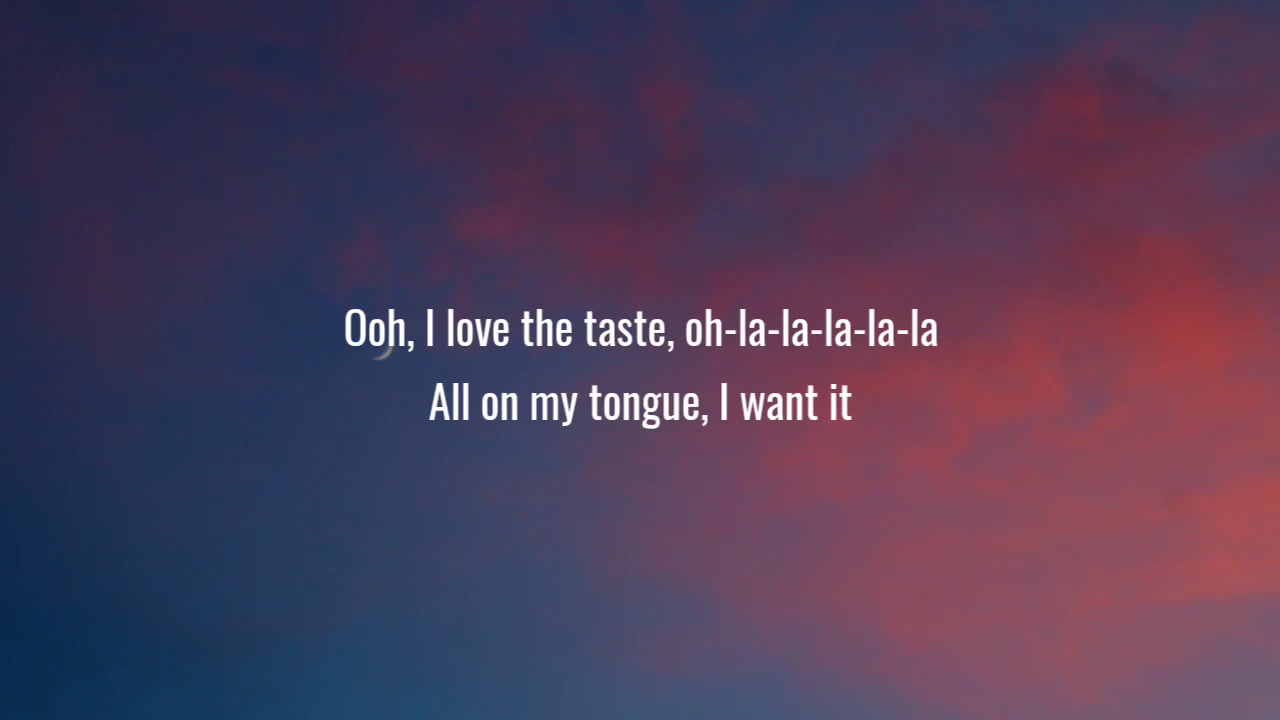 Ooh, I love the taste, oh-la-la-la-la-la
All on my tongue, I want it